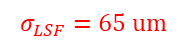 σ_LSF = 65 um